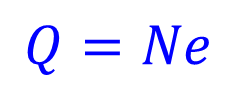 Q = Ne